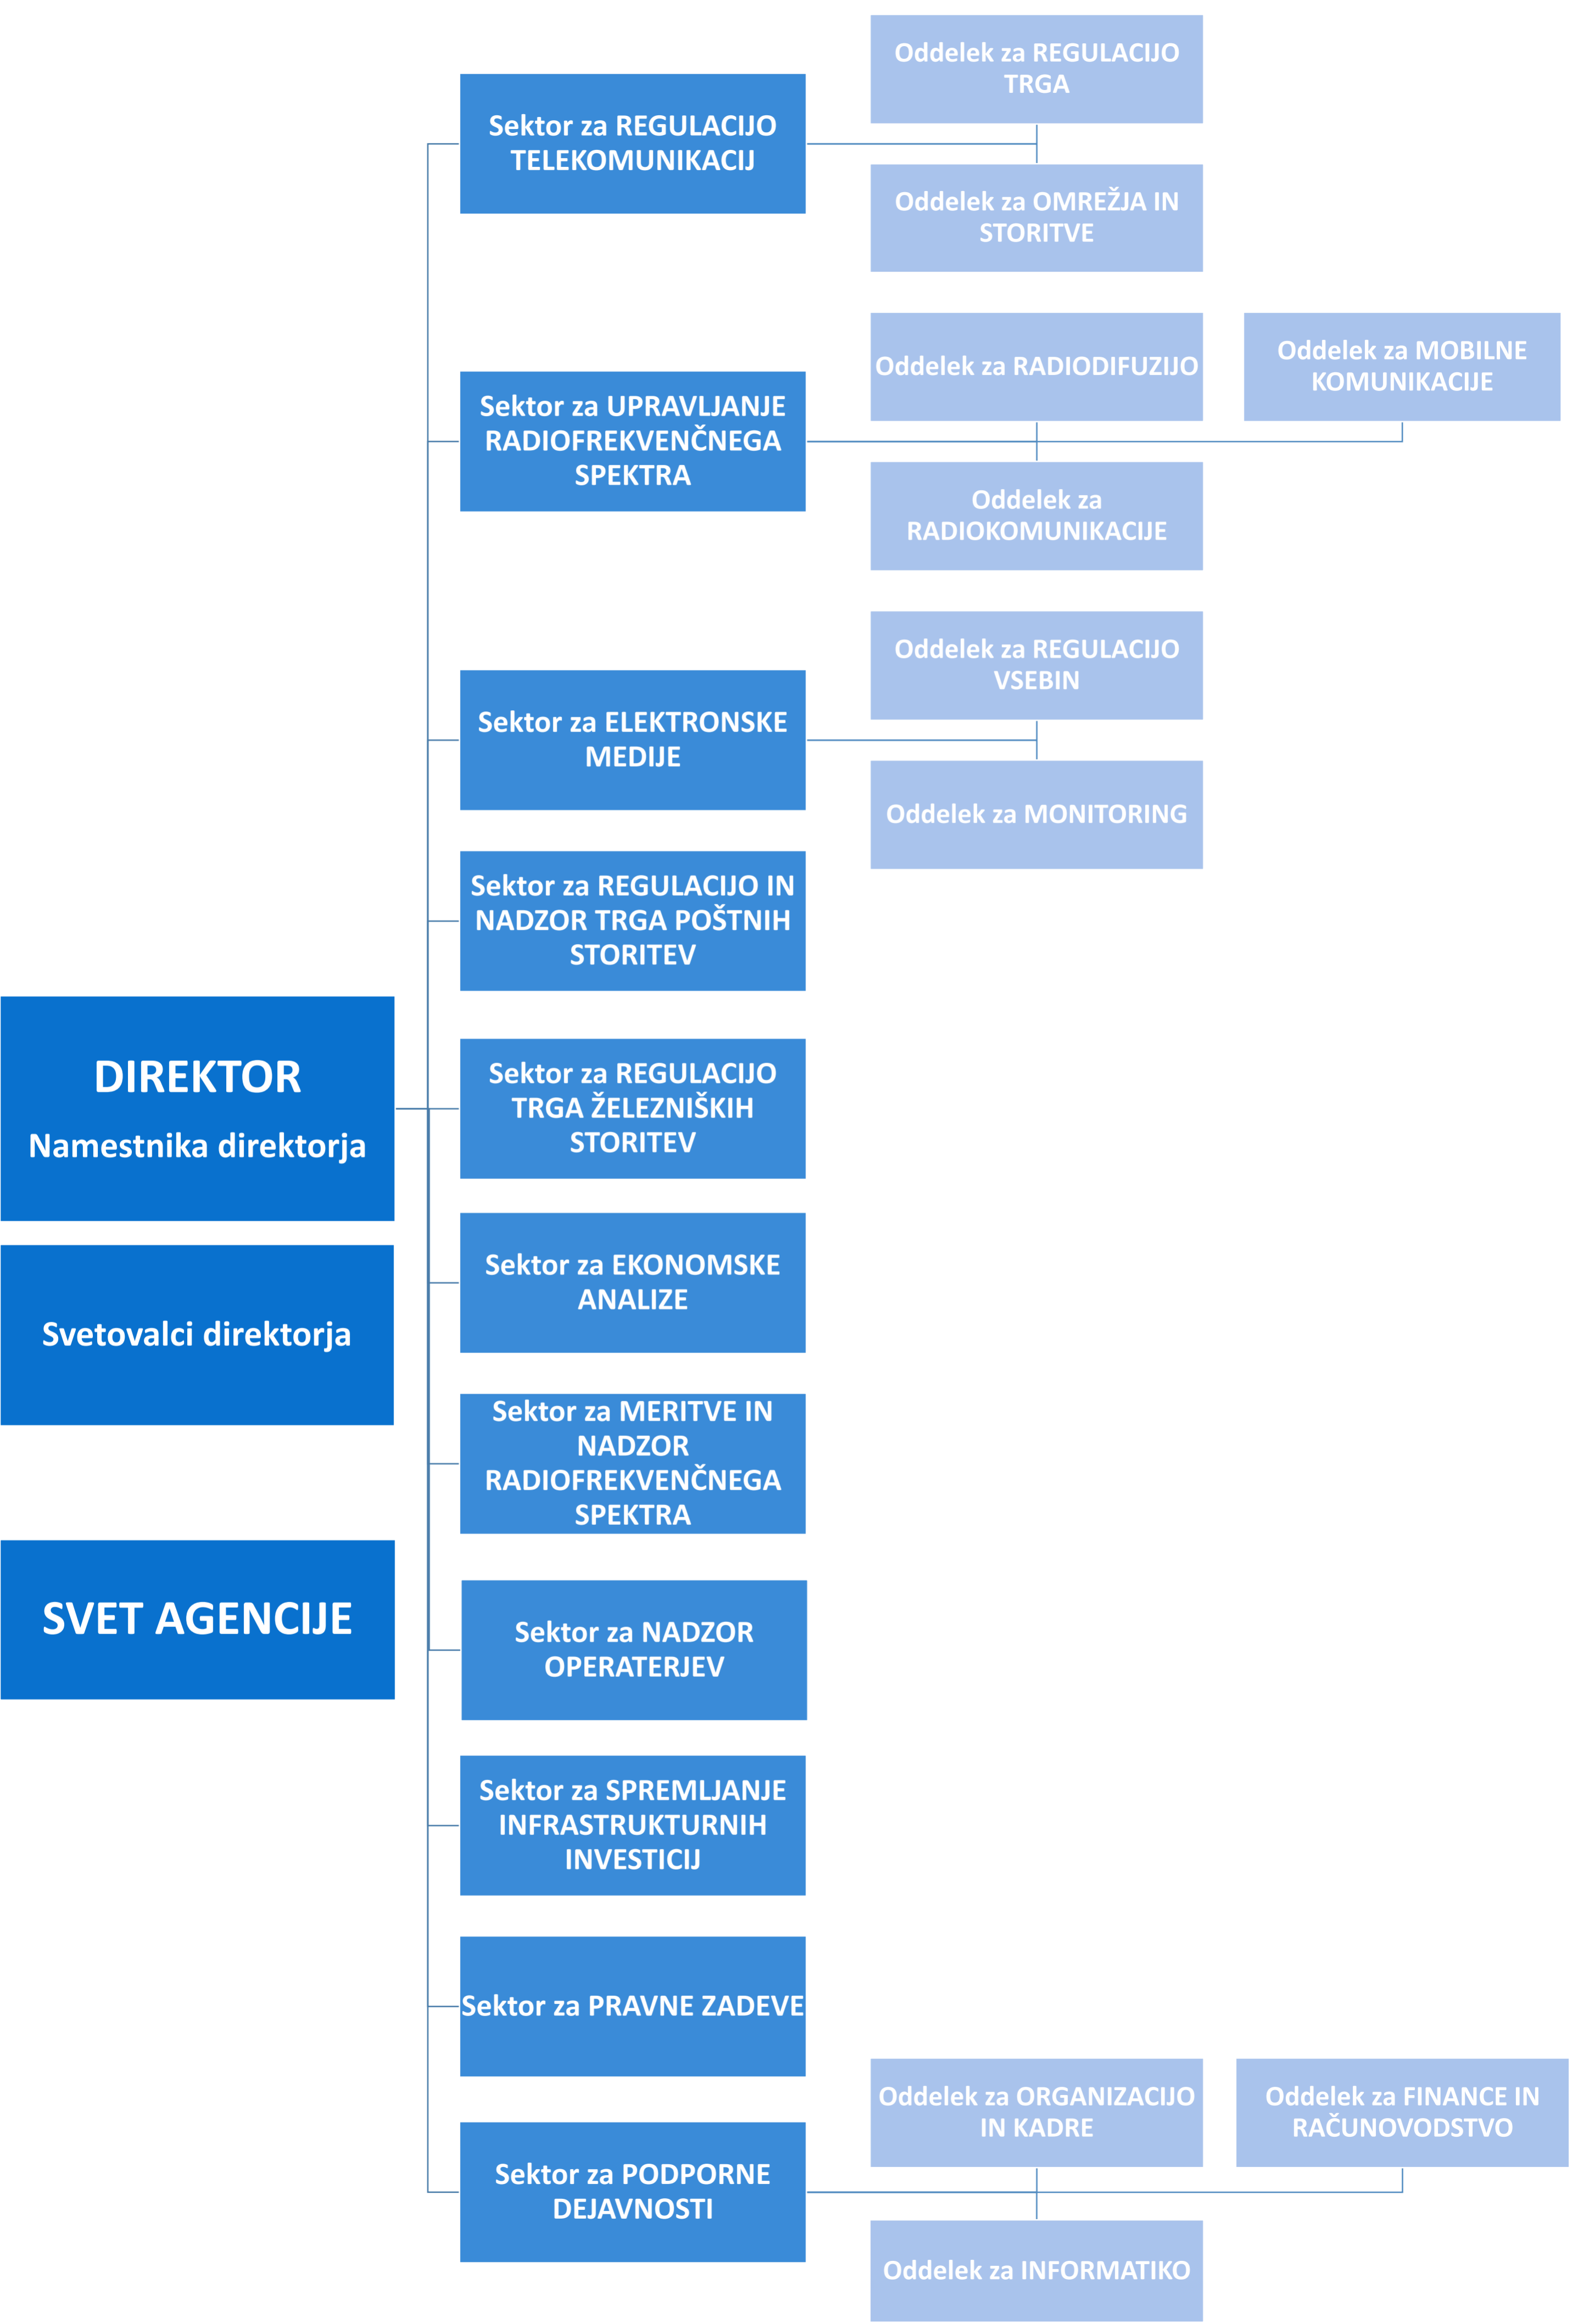 DIREKTOR
Namestnika direktorja
Svetovalci direktorja
SVET AGENCIJE
Sektor za REGULACIJO
TELEKOMUNIKACIJ
Oddelek za REGULACIJO
TRGA
Oddelek za OMREŽJA IN
STORITVE
Sektor za UPRAVLJANJE
RADIOFREKVENČNEGA
SPEKTRA
Oddelek za RADIODIFUZIJO
Oddelek za MOBILNE
KOMUNIKACIJE
Oddelek za
RADIOKOMUNIKACIJE
Sektor za ELEKTRONSKE
MEDIJE
Oddelek za REGULACIJO
VSEBIN
Oddelek za MONITORING
Sektor za REGULACIJO IN
NADZOR TRGA POŠTNIH
STORITEV
Sektor za REGULACIJO
TRGA ŽELEZNIŠKIH
STORITEV
Sektor za EKONOMSKE
ANALIZE
Sektor za MERITVE IN
NADZOR
RADIOFREKVENČNEGA
SPEKTRA
Sektor za NADZOR
OPERATERJEV
Sektor za SPREMLJANJE
INFRASTRUKTURNIH
INVESTICIJ
Sektor za PRAVNE ZADEVE
Sektor za PODPORNE
DEJAVNOSTI
Oddelek za ORGANIZACIJO
IN KADRE
Oddelek za FINANCE IN
RAČUNOVODSTVO
Oddelek za INFORMATIKO